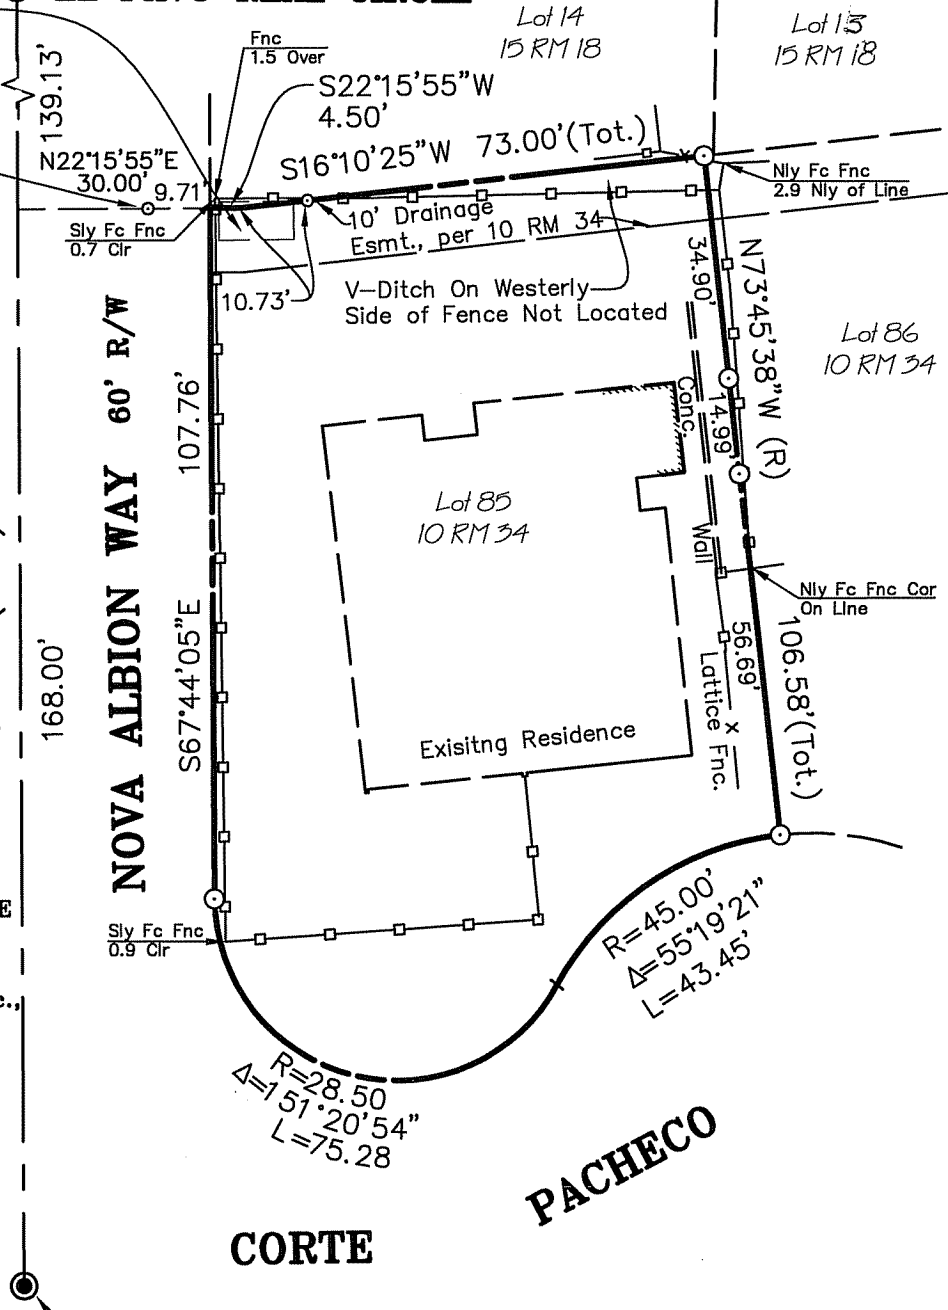 Lot 14
15 RM 18
Lot 13
15 RM 18
139.13'
Fnc
1.5 Over
S22°15'55"W
4.50'
S16°10'25"W 73.00'(Tot.)
N22°15'55"E
30.00'
9.71'
Sly Fc Fnc
0.7 Clr
Nly Fc Fnc
2.9 Nly of Line
10' Drainage
Esmt., per 10 RM 34
10.73'
V-Ditch On Westerly
Side of Fence Not Located
34.90'
N73°45'38"W (R)
Lot 86
10 RM 34
NOVA ALBION WAY 60' R/W
107.76'
S67°44'05"E
168.00'
Conc.
Wall
14.99'
Lot 85
10 RM 34
Nly Fc Fnc Cor
On Line
56.69'
106.58'(Tot.)
Lattice Fnc.
X
Exisitng Residence
E
Sly Fc Fnc
0.9 Clr
c.,
R=45.00'
Δ=55°19'21"
L=43.45'
R=28.50
Δ=151°20'54"
L=75.28
CORTE PACHECO